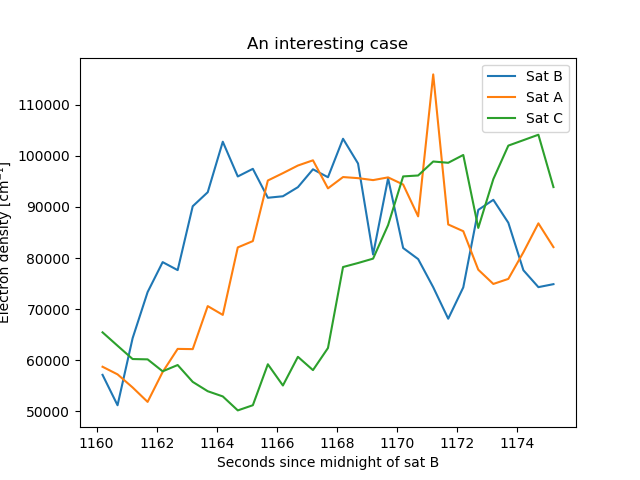 An interesting case
Sat B
Sat A
Sat C
110000
100000
90000
80000
70000
60000
50000
Electron density [cm⁻¹]
1160 1162 1164 1166 1168 1170 1172 1174
Seconds since midnight of sat B